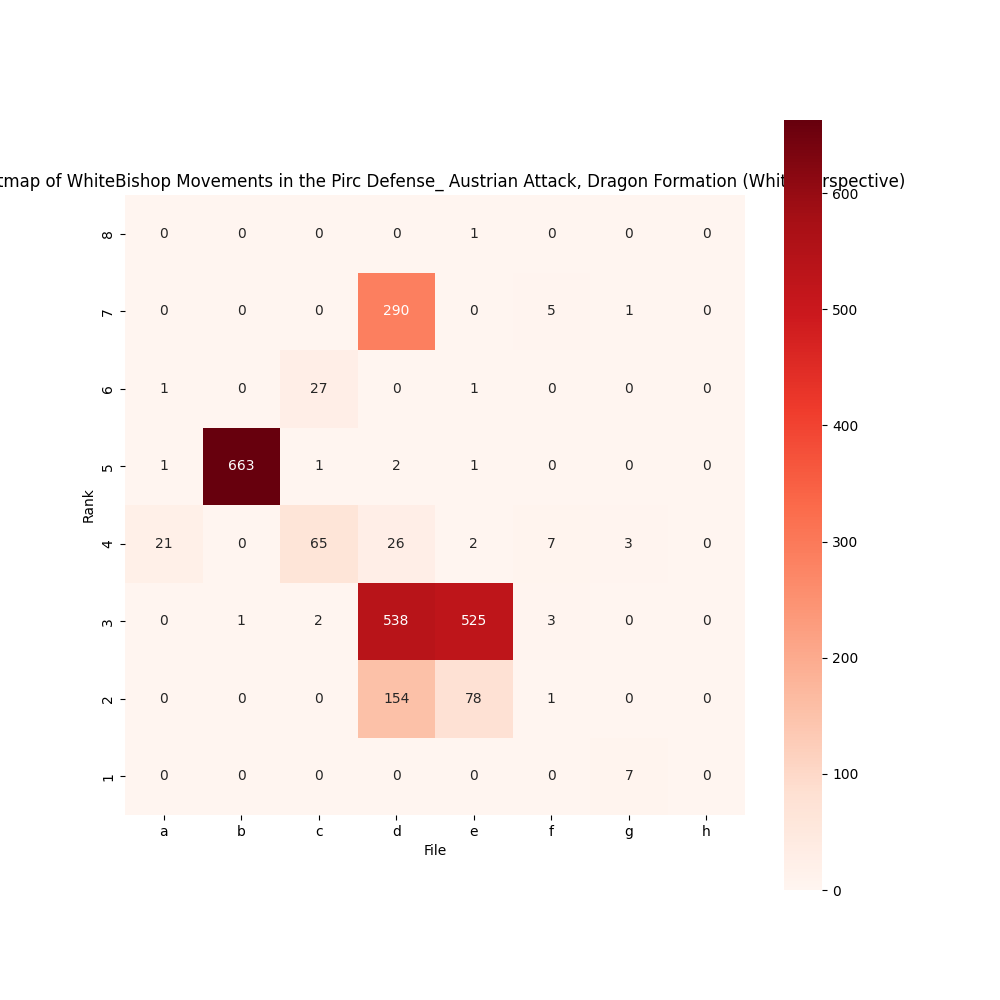 tmap of WhiteBishop Movements in the Pirc Defense_ Austrian Attack, Dragon Formation (Whit rspective)
600
8 0 0 0 0 1 0 0 0
7 0 0 0 290 0 5 1 0
500
6 1 0 27 0 1 0 0 0
400
5 1 663 1 2 1 0 0 0
Rank
4 21 0 65 26 2 7 3 0
300
3 0 1 2 538 525 3 0 0
200
2 0 0 0 154 78 1 0 0
100
1 0 0 0 0 0 0 7 0
a b c d e f g h
File
0